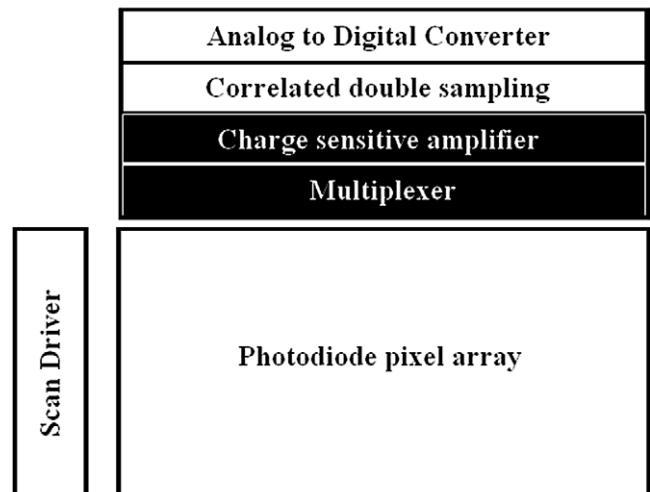 Analog to Digital Converter
Correlated double sampling
Charge sensitive amplifier
Multiplexer
Scan Driver
Photodiode pixel array